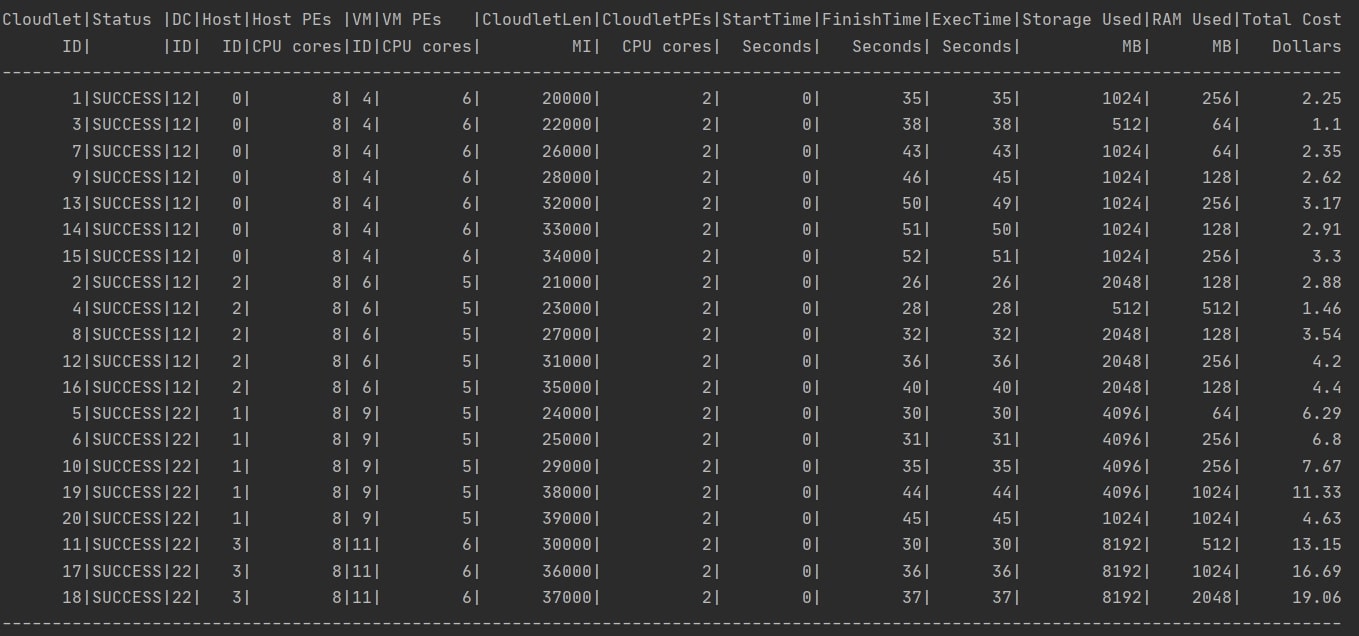 Cloudlet|Status |DC|Host|Host PEs |VM|VM PEs   |CloudletLen|CloudletPEs|StartTime|FinishTime|ExecTime|Storage Used|RAM Used|Total Cost
      ID|       |ID|  ID|CPU cores|ID|CPU cores|         MI|  CPU cores|  Seconds|   Seconds| Seconds|          MB|      MB|   Dollars
--------------------------------------------------------------------------------------------------------------------------------------
       1|SUCCESS|12|   0|        8| 4|        6|      20000|          2|        0|        35|      35|        1024|     256|      2.25
       3|SUCCESS|12|   0|        8| 4|        6|      22000|          2|        0|        38|      38|         512|      64|       1.1
       7|SUCCESS|12|   0|        8| 4|        6|      26000|          2|        0|        43|      43|        1024|      64|      2.35
       9|SUCCESS|12|   0|        8| 4|        6|      28000|          2|        0|        46|      45|        1024|     128|      2.62
      13|SUCCESS|12|   0|        8| 4|        6|      32000|          2|        0|        50|      49|        1024|     256|      3.17
      14|SUCCESS|12|   0|        8| 4|        6|      33000|          2|        0|        51|      50|        1024|     128|      2.91
      15|SUCCESS|12|   0|        8| 4|        6|      34000|          2|        0|        52|      51|        1024|     256|       3.3
       2|SUCCESS|12|   2|        8| 6|        5|      21000|          2|        0|        26|      26|        2048|     128|      2.88
       4|SUCCESS|12|   2|        8| 6|        5|      23000|          2|        0|        28|      28|         512|     512|      1.46
       8|SUCCESS|12|   2|        8| 6|        5|      27000|          2|        0|        32|      32|        2048|     128|      3.54
      12|SUCCESS|12|   2|        8| 6|        5|      31000|          2|        0|        36|      36|        2048|     256|       4.2
      16|SUCCESS|12|   2|        8| 6|        5|      35000|          2|        0|        40|      40|        2048|     128|       4.4
       5|SUCCESS|22|   1|        8| 9|        5|      24000|          2|        0|        30|      30|        4096|      64|      6.29
       6|SUCCESS|22|   1|        8| 9|        5|      25000|          2|        0|        31|      31|        4096|     256|       6.8
      10|SUCCESS|22|   1|        8| 9|        5|      29000|          2|        0|        35|      35|        4096|     256|      7.67
      19|SUCCESS|22|   1|        8| 9|        5|      38000|          2|        0|        44|      44|        4096|    1024|     11.33
      20|SUCCESS|22|   1|        8| 9|        5|      39000|          2|        0|        45|      45|        1024|    1024|      4.63
      11|SUCCESS|22|   3|        8|11|        6|      30000|          2|        0|        30|      30|        8192|     512|     13.15
      17|SUCCESS|22|   3|        8|11|        6|      36000|          2|        0|        36|      36|        8192|    1024|     16.69
      18|SUCCESS|22|   3|        8|11|        6|      37000|          2|        0|        37|      37|        8192|    2048|     19.06
--------------------------------------------------------------------------------------------------------------------------------------